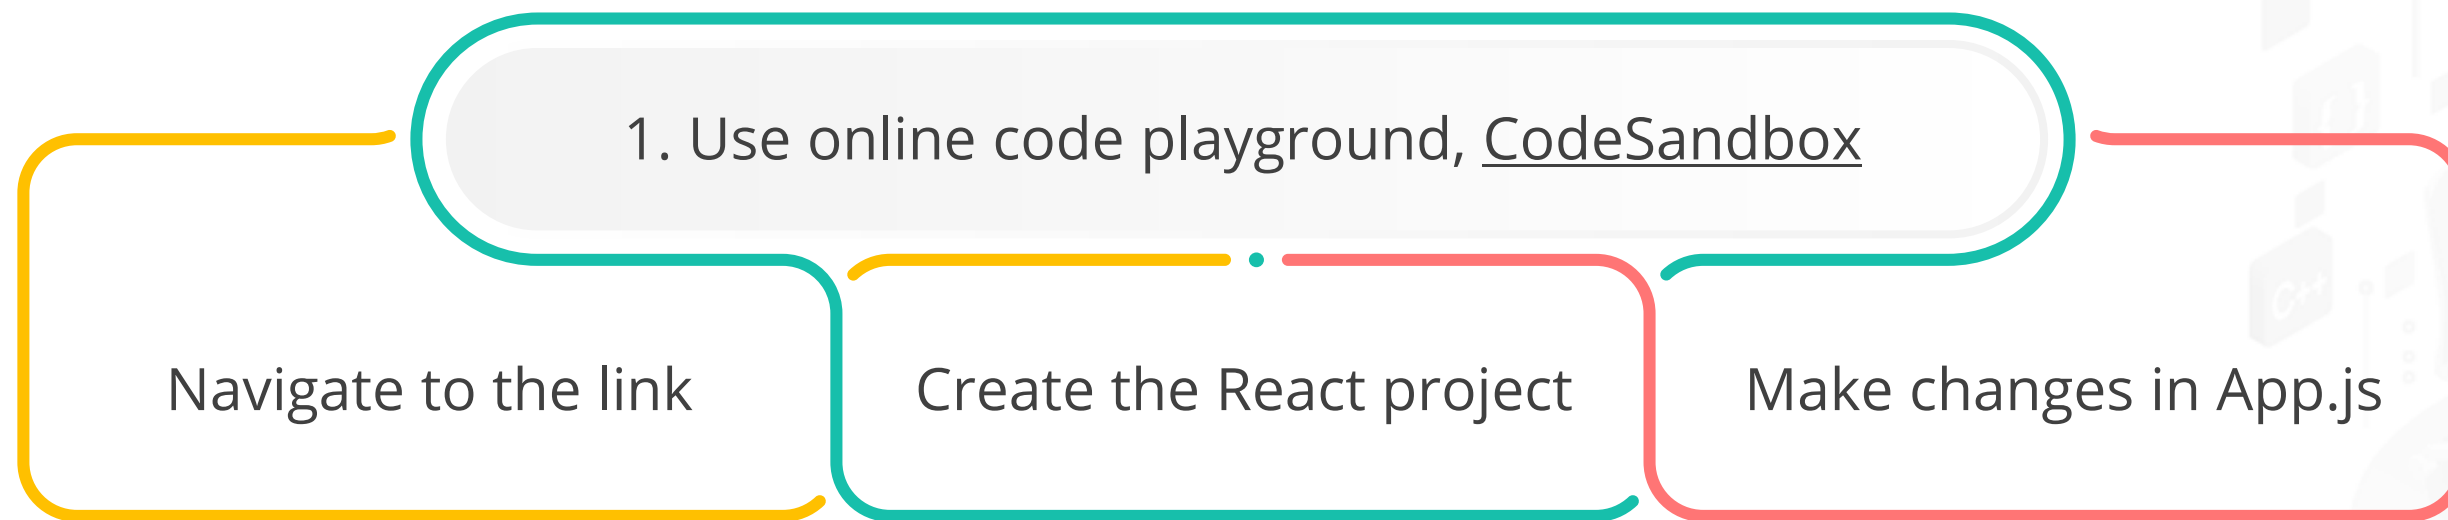 1. Use online code playground, CodeSandbox
Navigate to the link
Create the React project
Make changes in App.js
{ }
C++